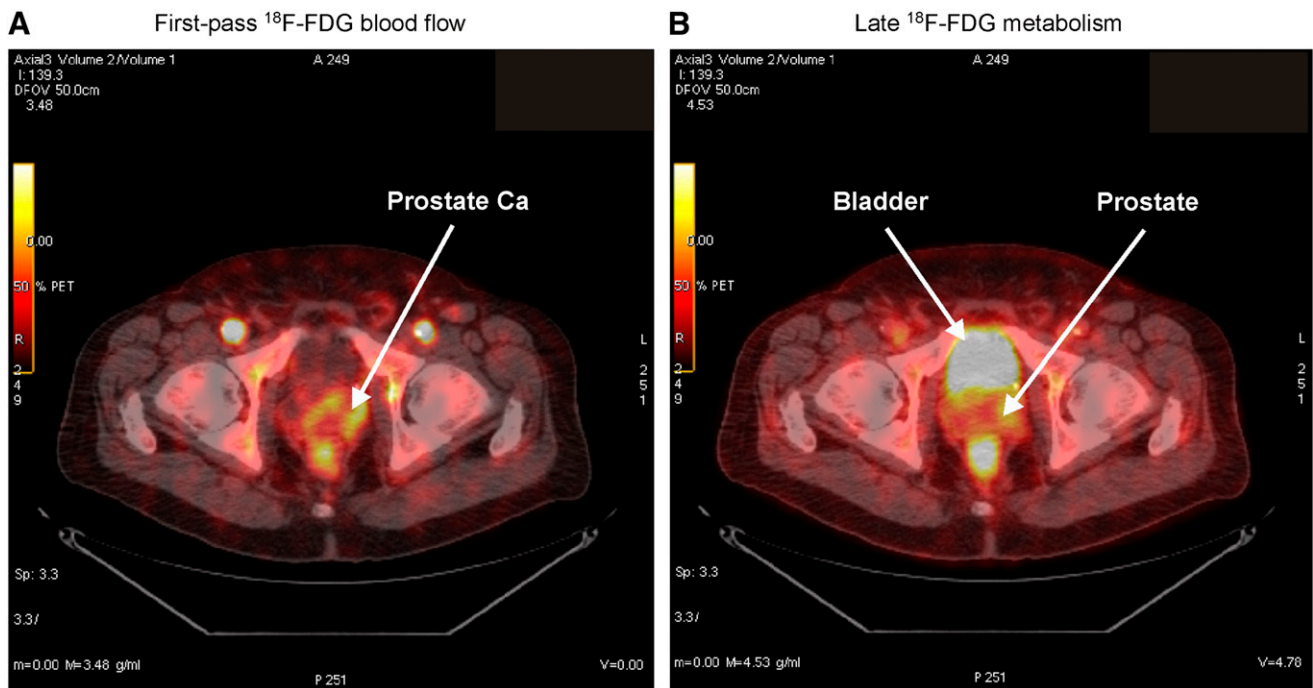 A First-pass ¹⁸F-FDG blood flow
Axial3 Volume 2/Volume 1
A 249
I: 139.3
DFOV 50.0cm
3.48
Prostate Ca
0.00
50 % PET
R
L
2
4
9
2
5
1
Sp: 3.3
3.3/
m=0.00 M=3.48 g/ml
P 251
V=0.00
B Late ¹⁸F-FDG metabolism
Axial3 Volume 2/Volume 1
A 249
I: 139.3
DFOV 50.0cm
4.53
Bladder
Prostate
0.00
50 % PET
R
L
2
4
9
2
5
1
Sp: 3.3
3.3/
m=0.00 M=4.53 g/ml
P 251
V=4.78